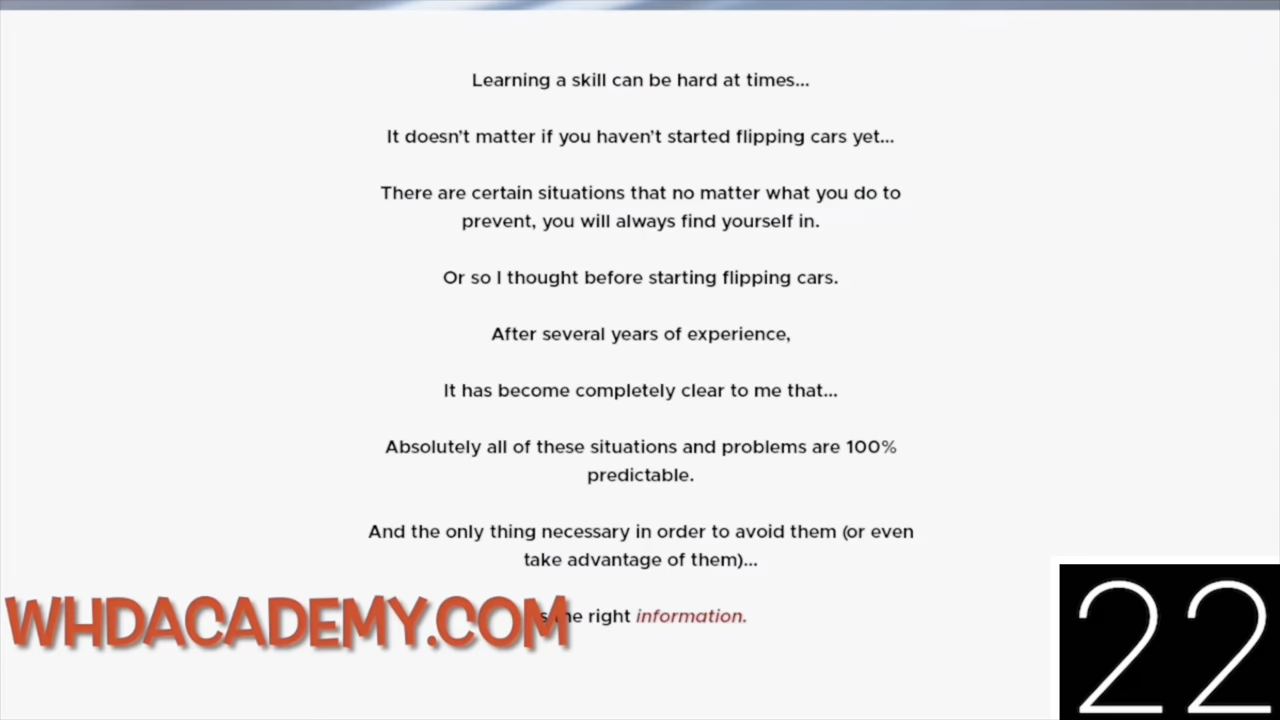 Learning a skill can be hard at times...
It doesn't matter if you haven't started flipping cars yet...
There are certain situations that no matter what you do to
prevent, you will always find yourself in.
Or so I thought before starting flipping cars.
After several years of experience,
It has become completely clear to me that...
Absolutely all of these situations and problems are 100%
predictable.
And the only thing necessary in order to avoid them (or even
take advantage of them)...
right information.
WHDACADEMY.COM
22